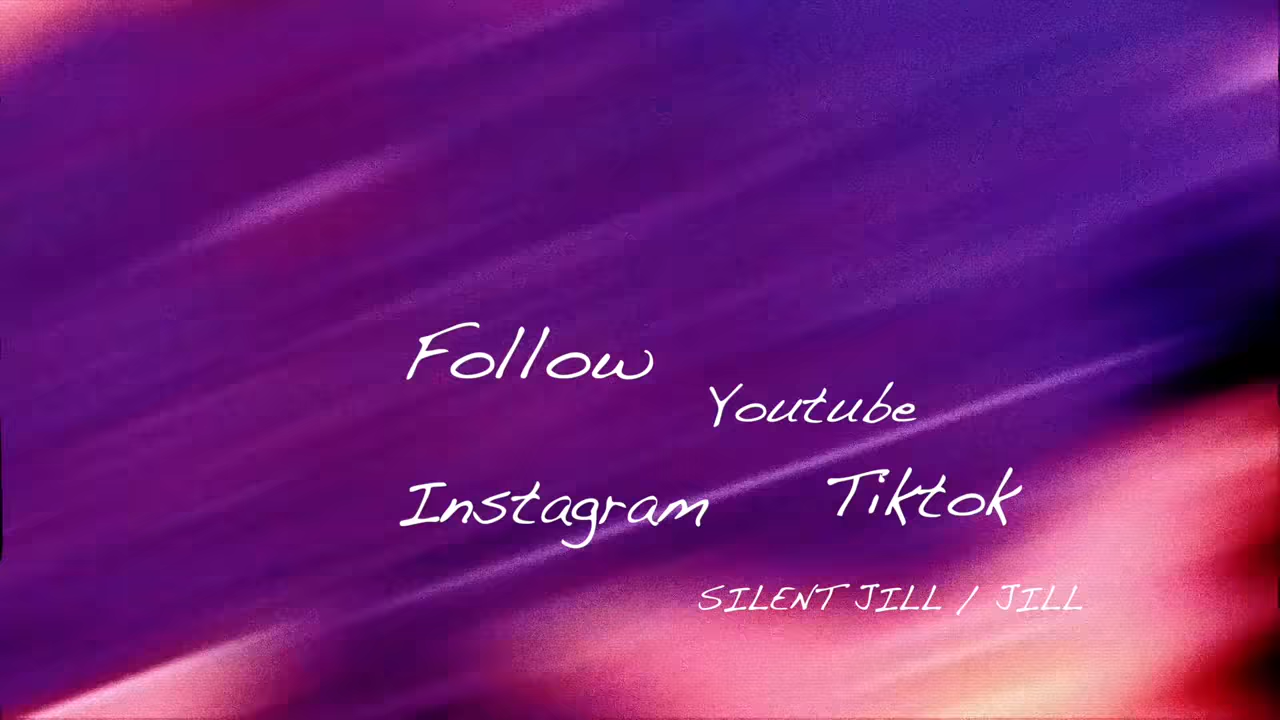 Follow
Youtube
Instagram
Tiktok
SILENT JILL / JILL